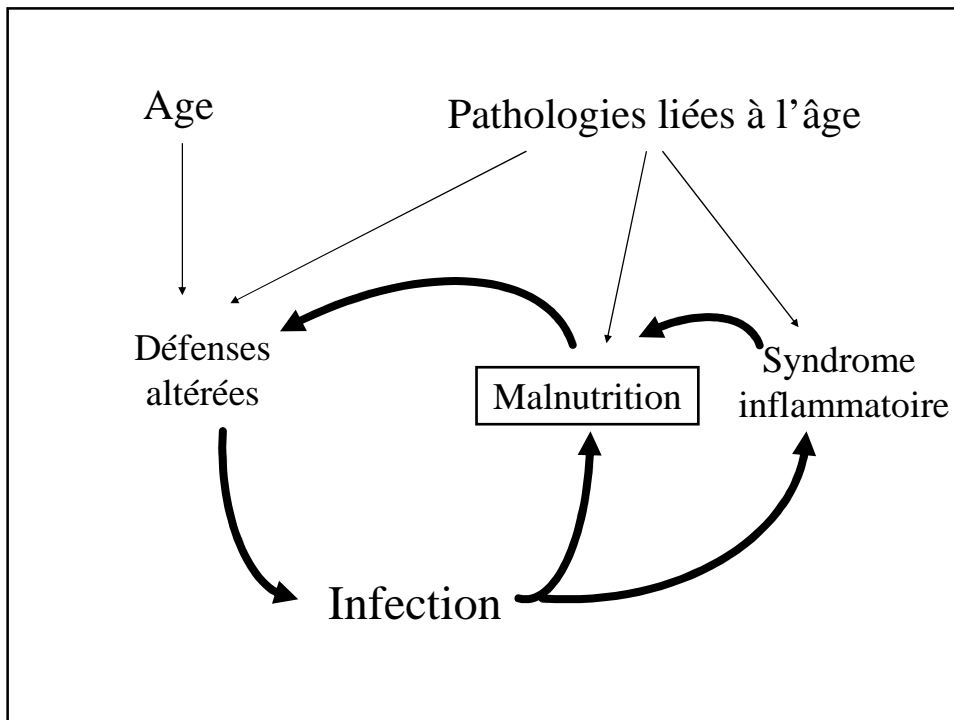 Age
Pathologies liées à l’âge
Défenses
altérées
Malnutrition
Syndrome
inflammatoire
Infection